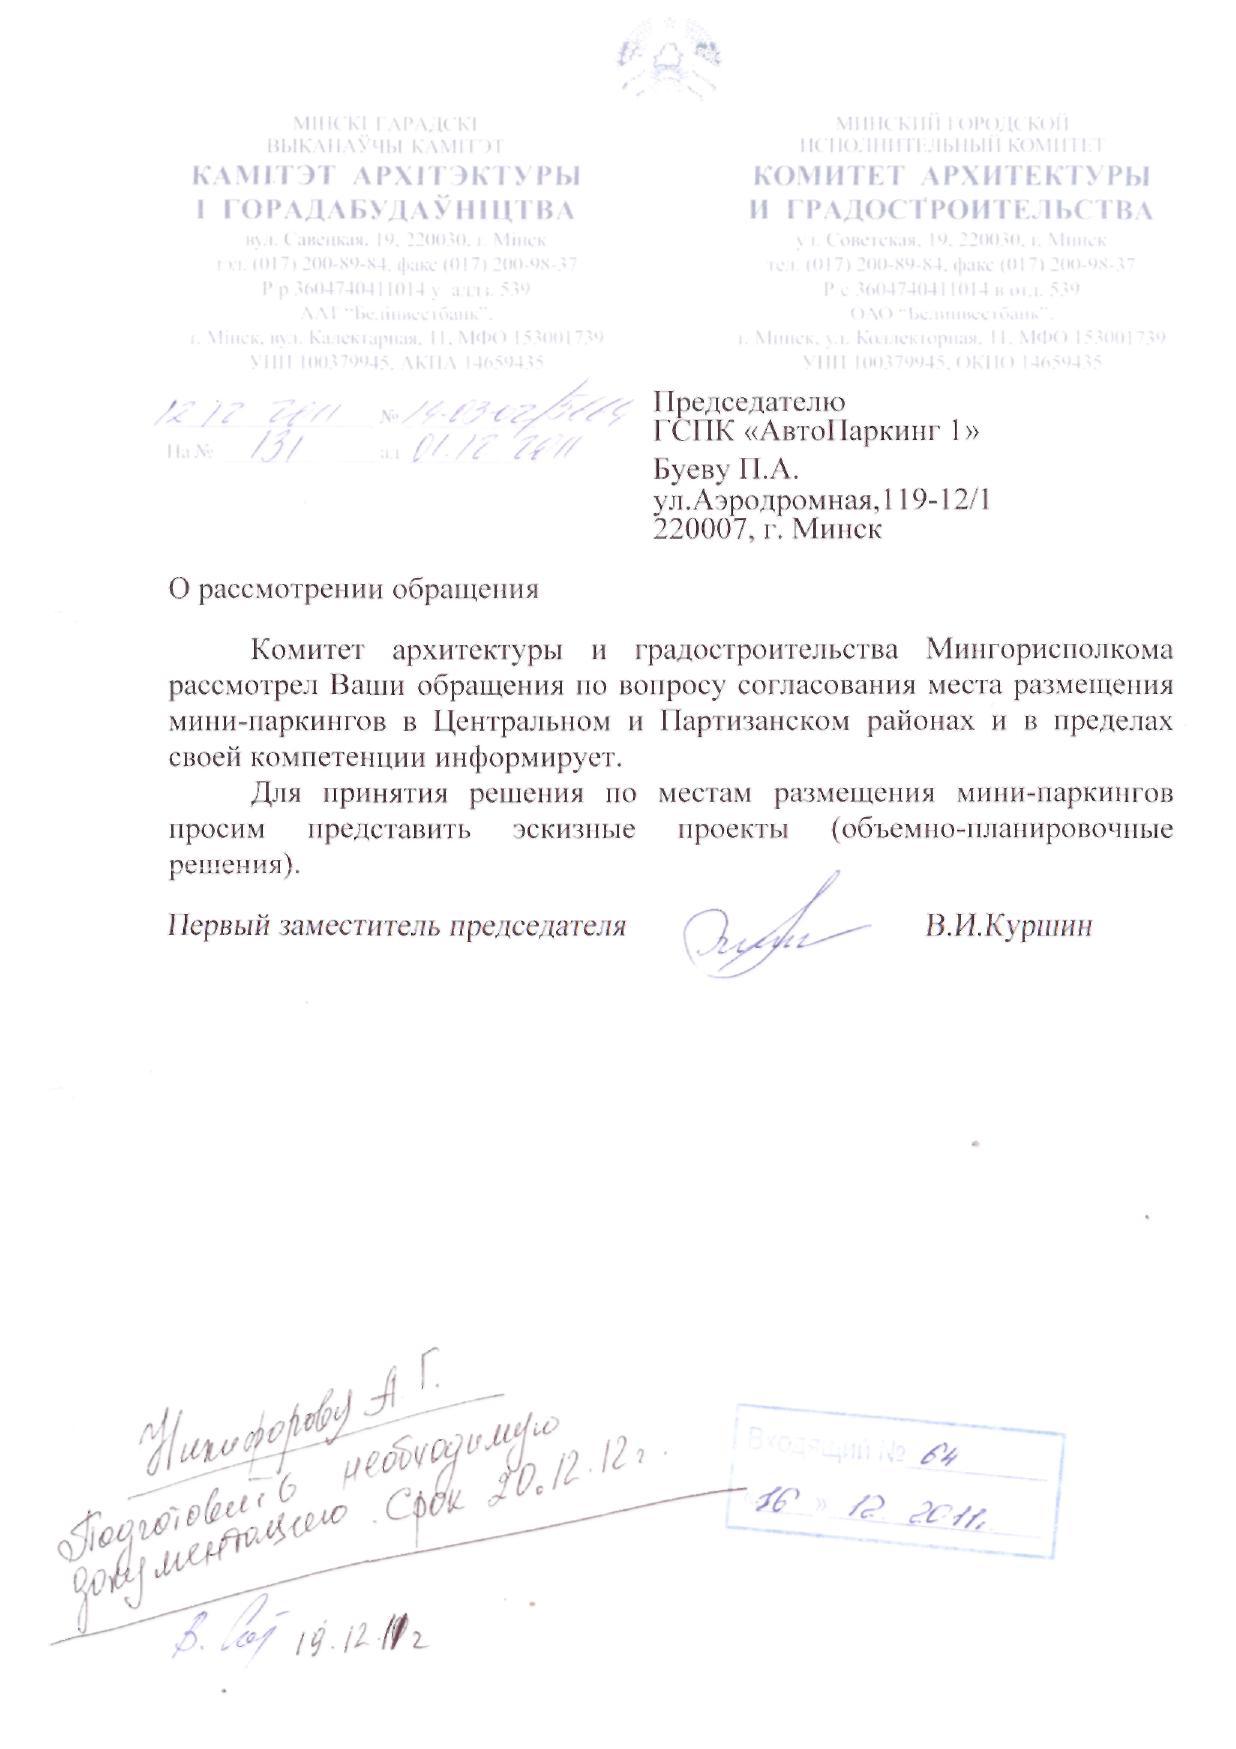 МІНСКІ ГАРАДСКІ
ВЫКАНАЎЧЫ КАМІТЭТ
КАМІТЭТ АРХІТЭКТУРЫ
І ГОРАДАБУДАЎНІЦТВА
вул. Савецкая, 19, 220030, г. Мінск
тэл. (017) 200-89-84, факс (017) 200-98-37
Р/р 3604740411014 у аддз. 539
ААТ "Белінвестбанк",
г. Мінск, вул. Калектарная, 11, МФО 153001739
УНП 100379945, АКПА 14659435
МИНСКИЙ ГОРОДСКОЙ
ИСПОЛНИТЕЛЬНЫЙ КОМИТЕТ
КОМИТЕТ АРХИТЕКТУРЫ
И ГРАДОСТРОИТЕЛЬСТВА
ул. Советская, 19, 220030, г. Минск
тел. (017) 200-89-84, факс (017) 200-98-37
Р/с 3604740411014 в отд. 539
ОАО "Белинвестбанк",
г. Минск, ул. Коллекторная, 11, МФО 153001739
УНП 100379945, ОКПО 14659435
12 12 2011 №
На № 131 ад 01.12 2011
Председателю
ГСПК «АвтоПаркинг 1»
Буеву П.А.
ул.Аэродромная,119-12/1
220007, г. Минск
О рассмотрении обращения
Комитет архитектуры и градостроительства Мингорисполкома
рассмотрел Ваши обращения по вопросу согласования места размещения
мини-паркингов в Центральном и Партизанском районах и в пределах
своей компетенции информирует.
Для принятия решения по местам размещения мини-паркингов
просим представить эскизные проекты (объемно-планировочные
решения).
Первый заместитель председателя В.И.Куршин
Никифорову А Г.
Подготовить необходимую
документацию. Срок 20.12.12г.
19.12.11г
Входящий № 64
«16» 12. 2011.